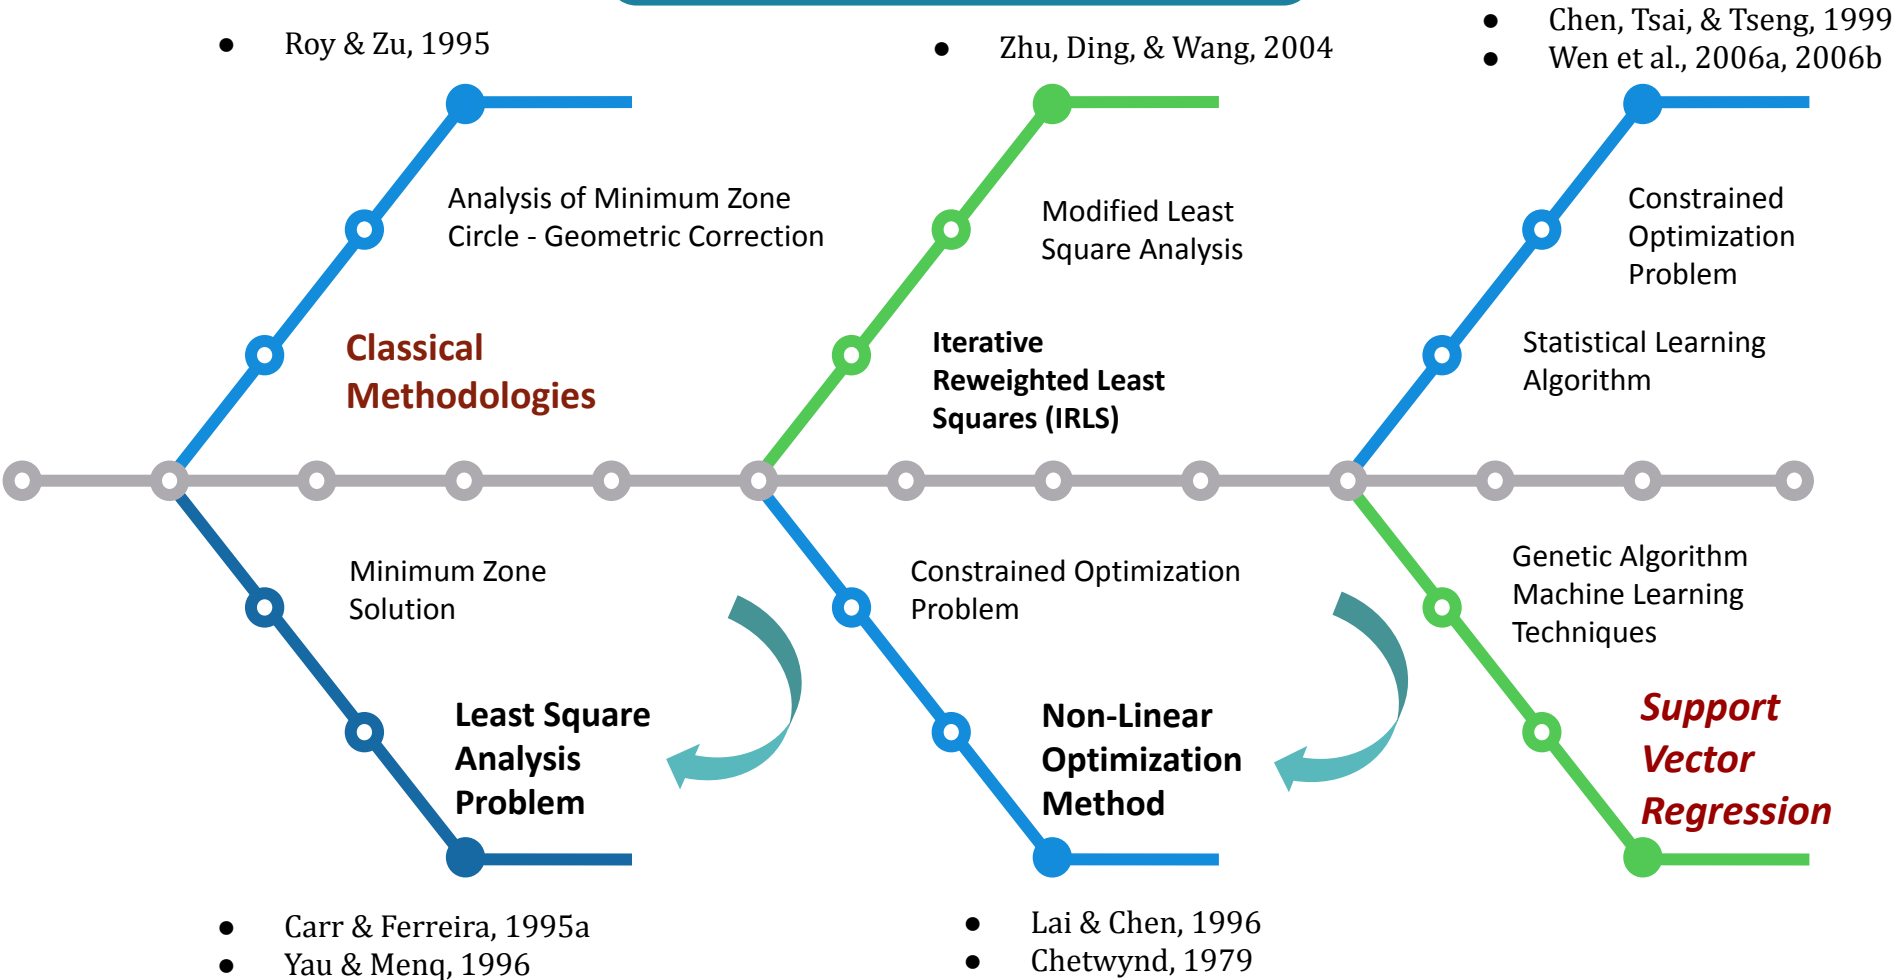 Roy & Zu, 1995
Zhu, Ding, & Wang, 2004
Chen, Tsai, & Tseng, 1999
Wen et al., 2006a, 2006b
Analysis of Minimum Zone
Circle - Geometric Correction
Classical
Methodologies
Modified Least
Square Analysis
Iterative
Reweighted Least
Squares (IRLS)
Constrained
Optimization
Problem
Statistical Learning
Algorithm
Minimum Zone
Solution
Least Square
Analysis
Problem
Constrained Optimization
Problem
Non-Linear
Optimization
Method
Genetic Algorithm
Machine Learning
Techniques
Support
Vector
Regression
Carr & Ferreira, 1995a
Yau & Menq, 1996
Lai & Chen, 1996
Chetwynd, 1979